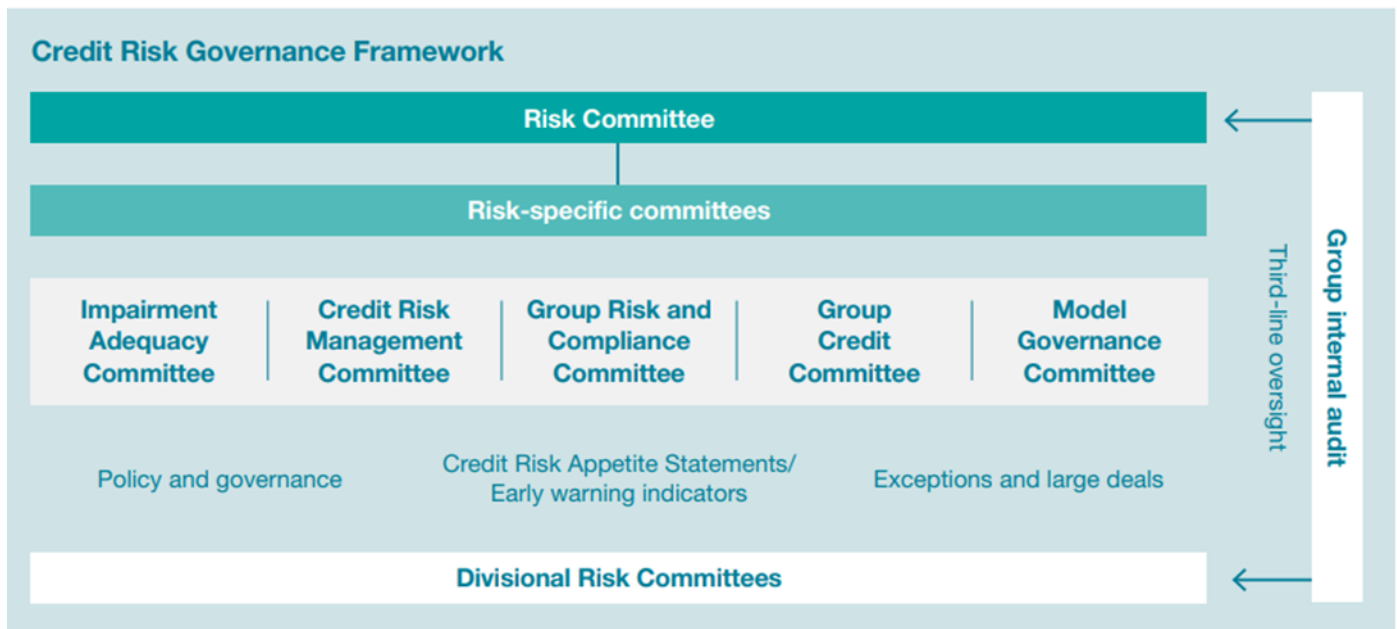 Credit Risk Governance Framework
Risk Committee
Risk-specific committees
Impairment
Adequacy
Committee
Credit Risk
Management
Committee
Group Risk and
Compliance
Committee
Group
Credit
Committee
Model
Governance
Committee
Policy and governance
Credit Risk Appetite Statements/
Early warning indicators
Exceptions and large deals
Divisional Risk Committees
Third-line oversight
Group internal audit